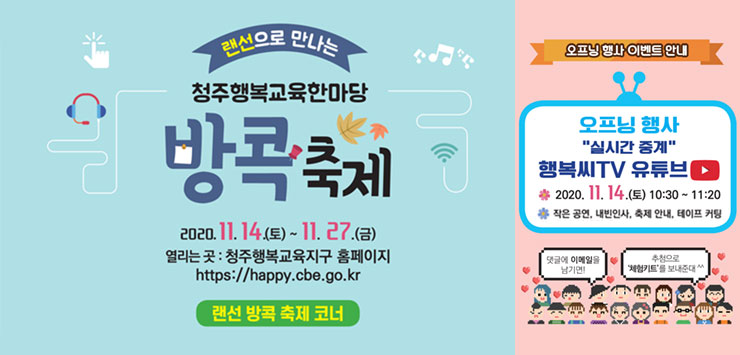 랜선으로 만나는
청주행복교육한마당
방콕 축제
2020. 11. 14.(토) ~ 11. 27.(금)
열리는 곳 : 청주행복교육지구 홈페이지
https://happy.cbe.go.kr
랜선 방콕 축제 코너
오프닝 행사 이벤트 안내
오프닝 행사
"실시간 중계"
행복씨TV 유튜브
2020. 11. 14.(토) 10:30 ~ 11:20
작은 공연, 내빈인사, 축제 안내, 테이프 커팅
댓글에 이메일을
남기면!
추첨으로
'체험키트'를 보내준대 ^^